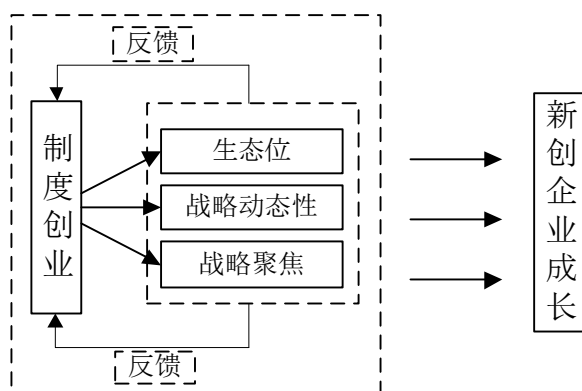 反馈
制度创业
生态位
战略动态性
战略聚焦
反馈
新创企业成长